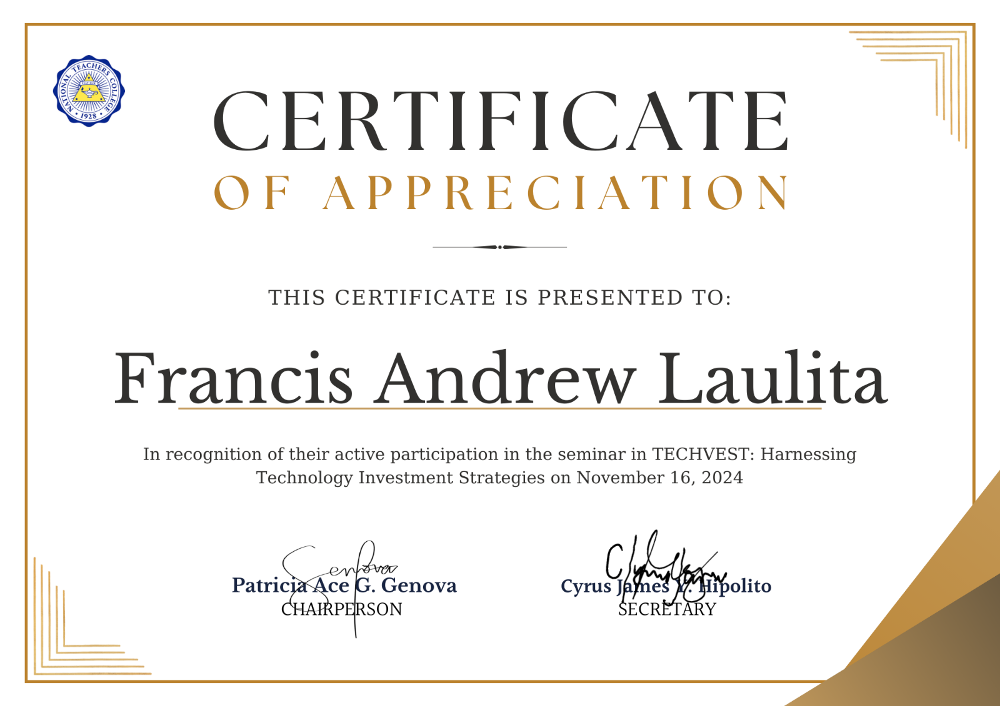 NATIONAL TEACHERS COLLEGE
• 1928 •
CERTIFICATE
OF APPRECIATION
THIS CERTIFICATE IS PRESENTED TO:
Francis Andrew Laulita
In recognition of their active participation in the seminar in TECHVEST: Harnessing
Technology Investment Strategies on November 16, 2024
Patricia Ace G. Genova
CHAIRPERSON
Cyrus James Y. Hipolito
SECRETARY